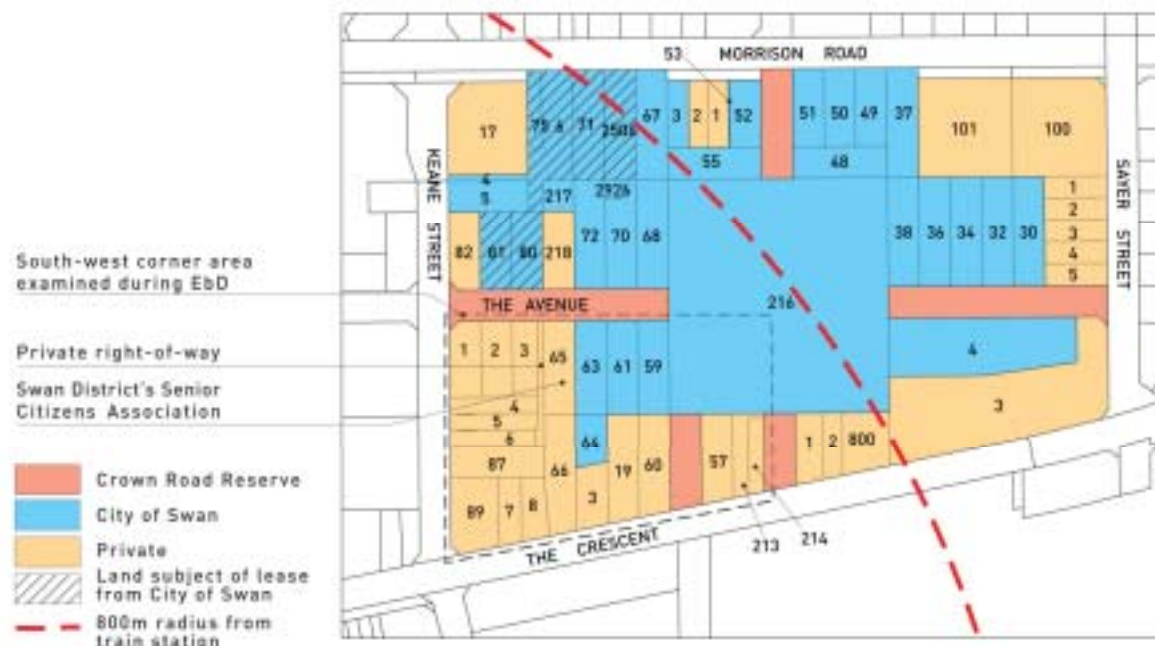 53 MORRISON ROAD
17
75 6 71 2586 67 3 2 1 52 51 50 49 37 101 100
55 48
KEANE STREET
SAYER STREET
4
5 217 2926
1
2
3
4
5
82 81 80 218 72 70 68 38 36 34 32 30
South-west corner area
examined during EbD
THE AVENUE 216
Private right-of-way
Swan District's Senior
Citizens Association
1 2 3 65 63 61 59 4
4
5
6
3
87 64 66 19 60 57 1 2 800
89 7 8 3
213 214
THE CRESCENT
Crown Road Reserve
City of Swan
Private
Land subject of lease
from City of Swan
800m radius from
train station